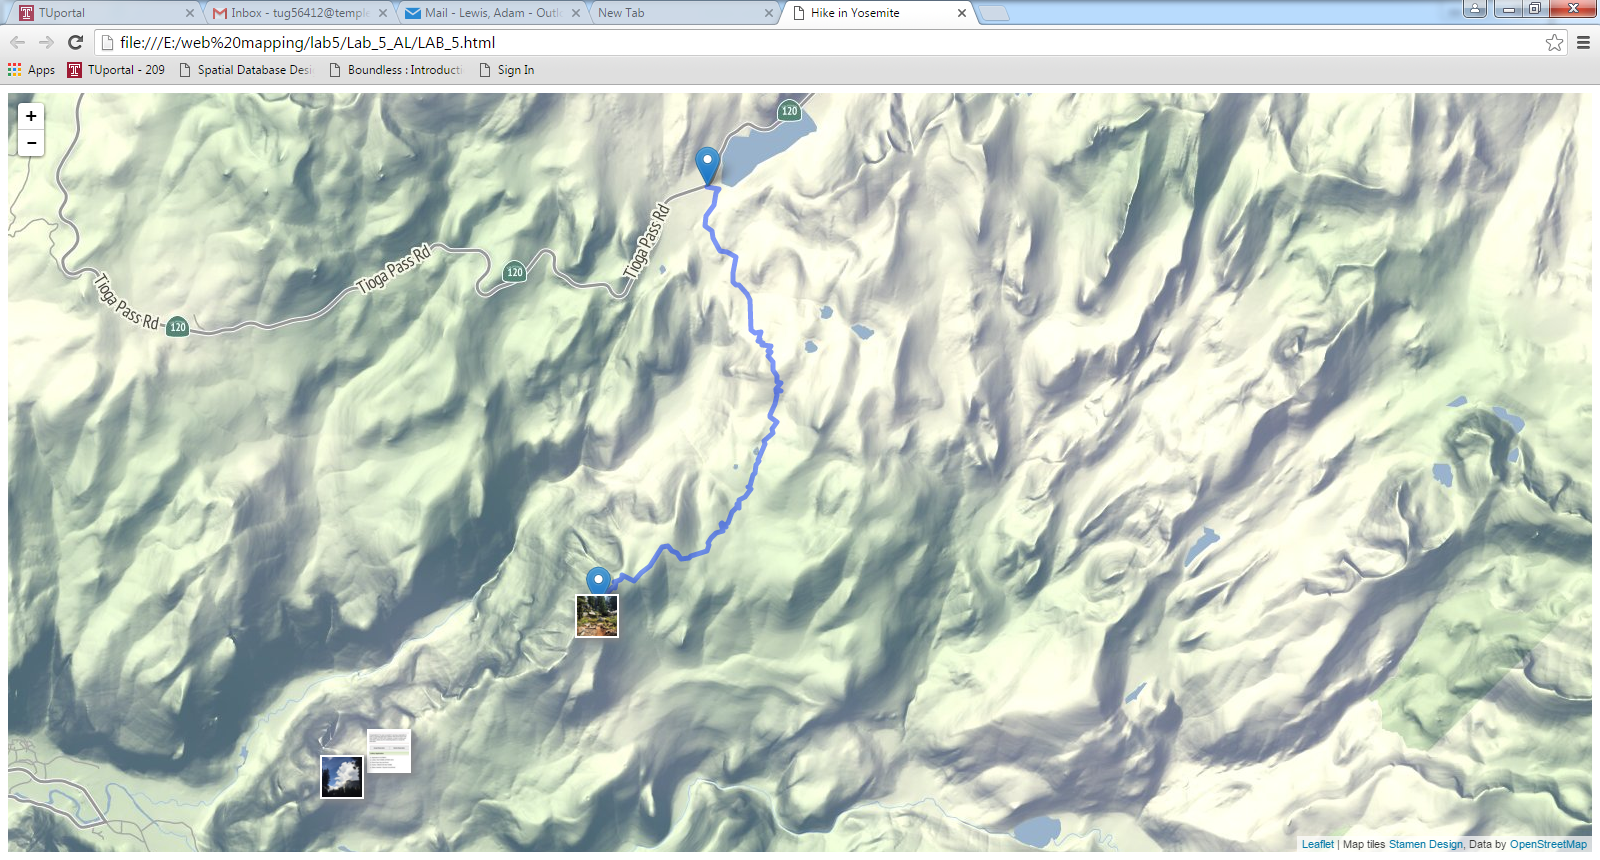 TUportal
Inbox - tug56412@temple
Mail - Lewis, Adam - Outl
New Tab
Hike in Yosemite
file:///E:/web%20mapping/lab5/Lab_5_AL/LAB_5.html
Apps
TUportal - 209
Spatial Database Desi
Boundless : Introducti
Sign In
+
−
120
Tioga Pass Rd
Tioga Pass Rd
120
Tioga Pass Rd
120
Leaflet | Map tiles Stamen Design, Data by OpenStreetMap